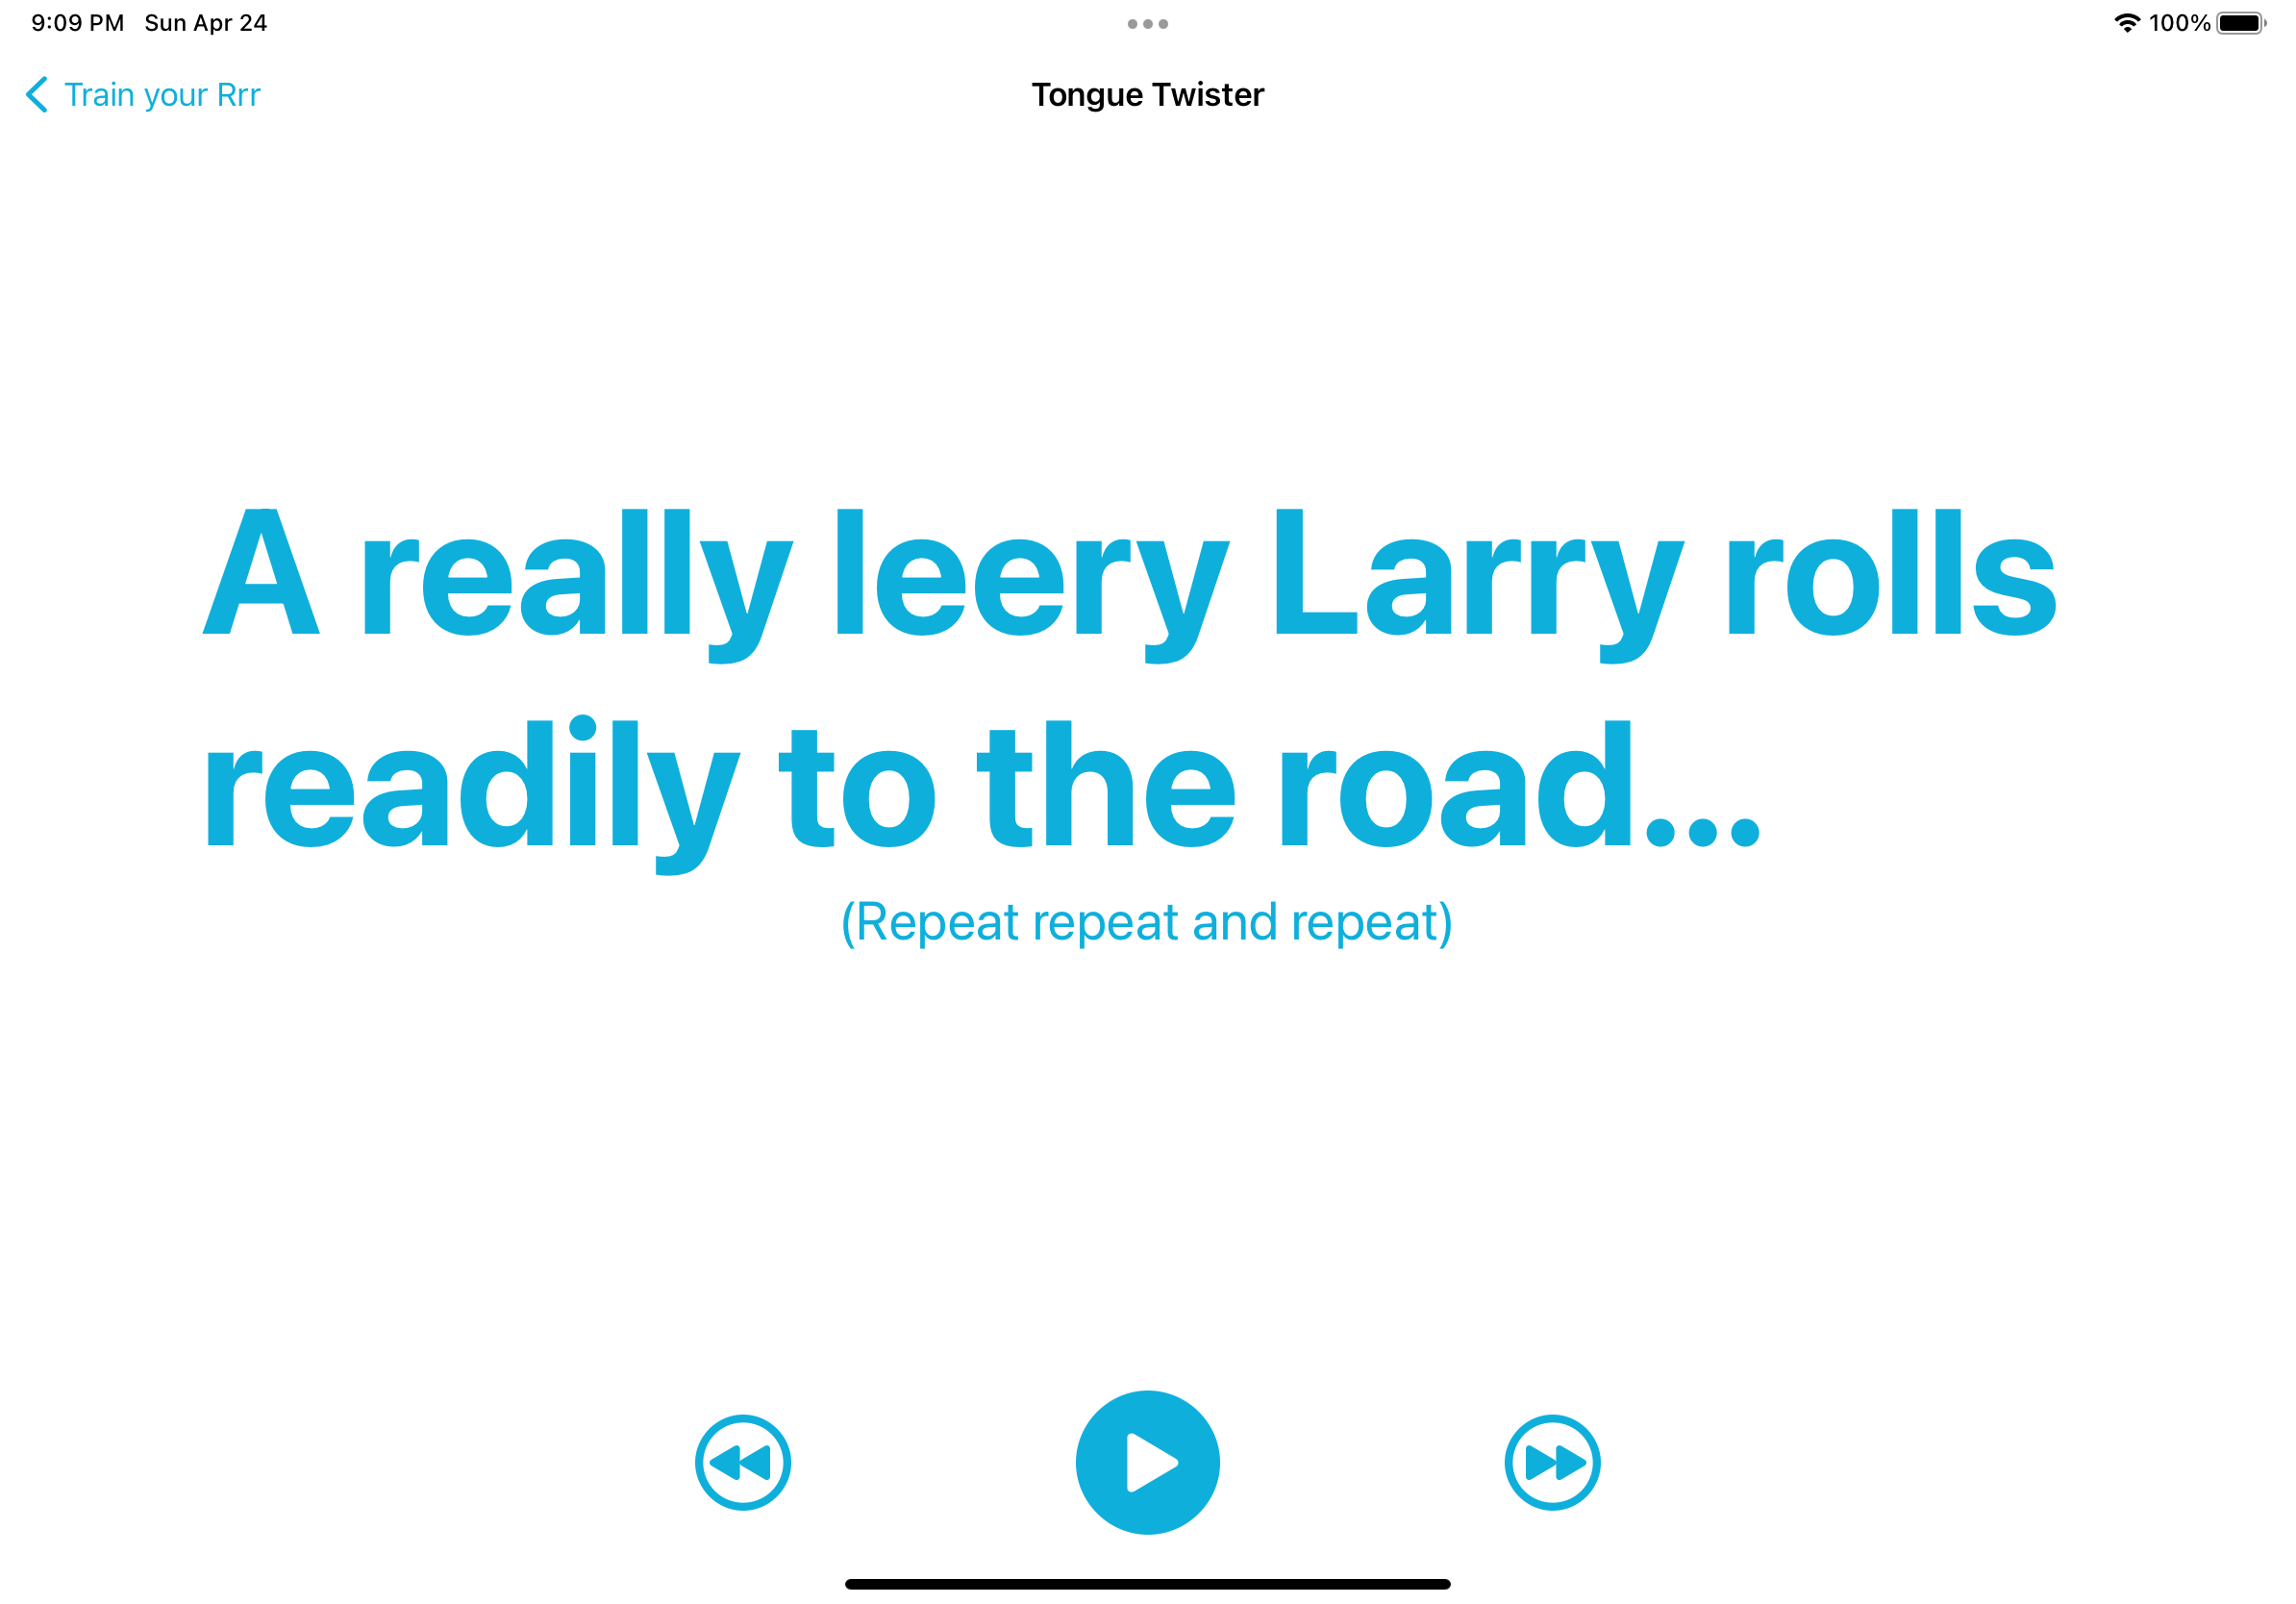 9:09 PM Sun Apr 24
100%
Train your Rrr
Tongue Twister
A really leery Larry rolls
readily to the road...
(Repeat repeat and repeat)